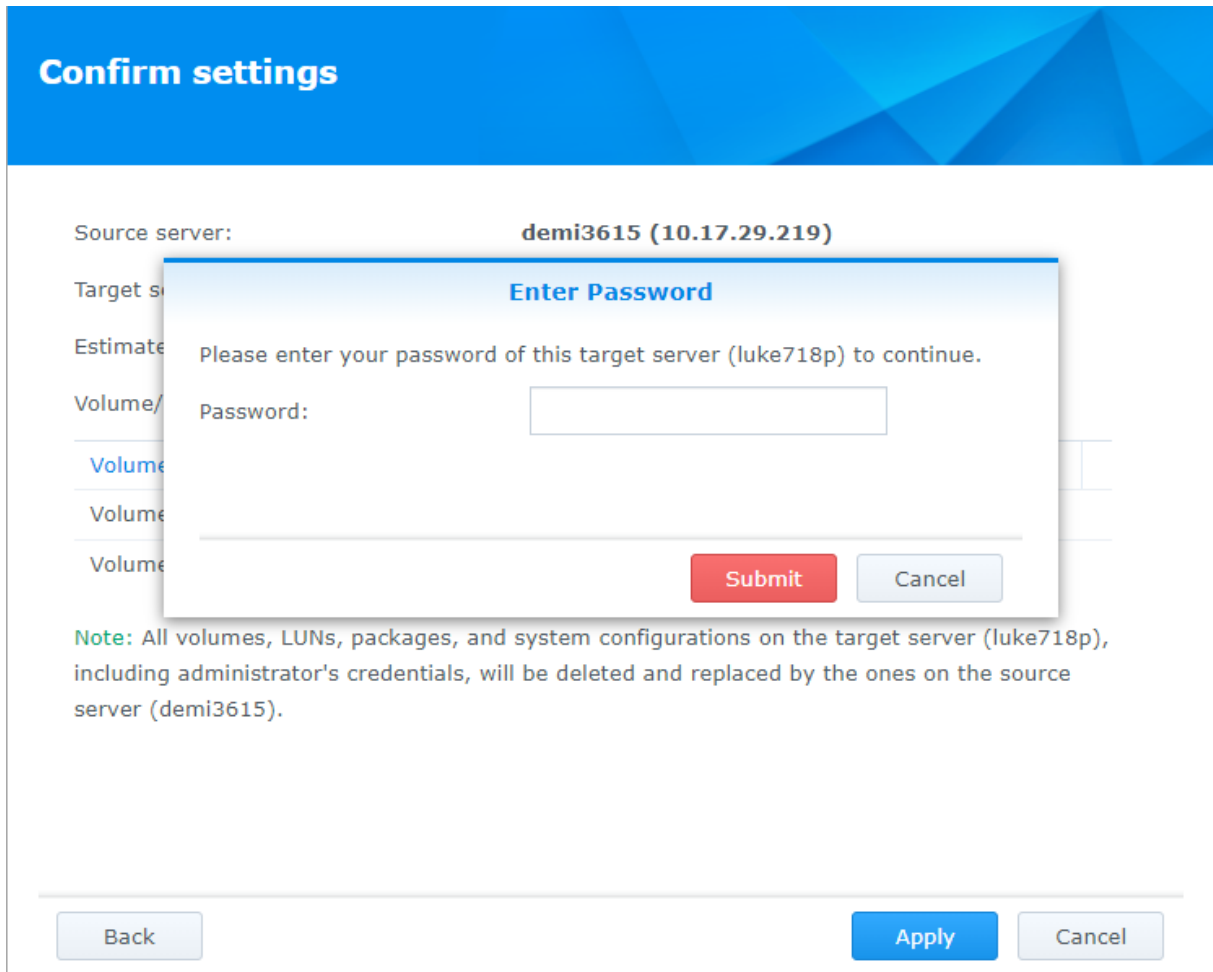 Confirm settings
Source server: demi3615 (10.17.29.219)
Enter Password
Target
Please enter your password of this target server (luke718p) to continue.
Estimate
Password:
Volume/
Volume
Volume
Volume
Submit Cancel
Note: All volumes, LUNs, packages, and system configurations on the target server (luke718p),
including administrator's credentials, will be deleted and replaced by the ones on the source
server (demi3615).
Back Apply Cancel